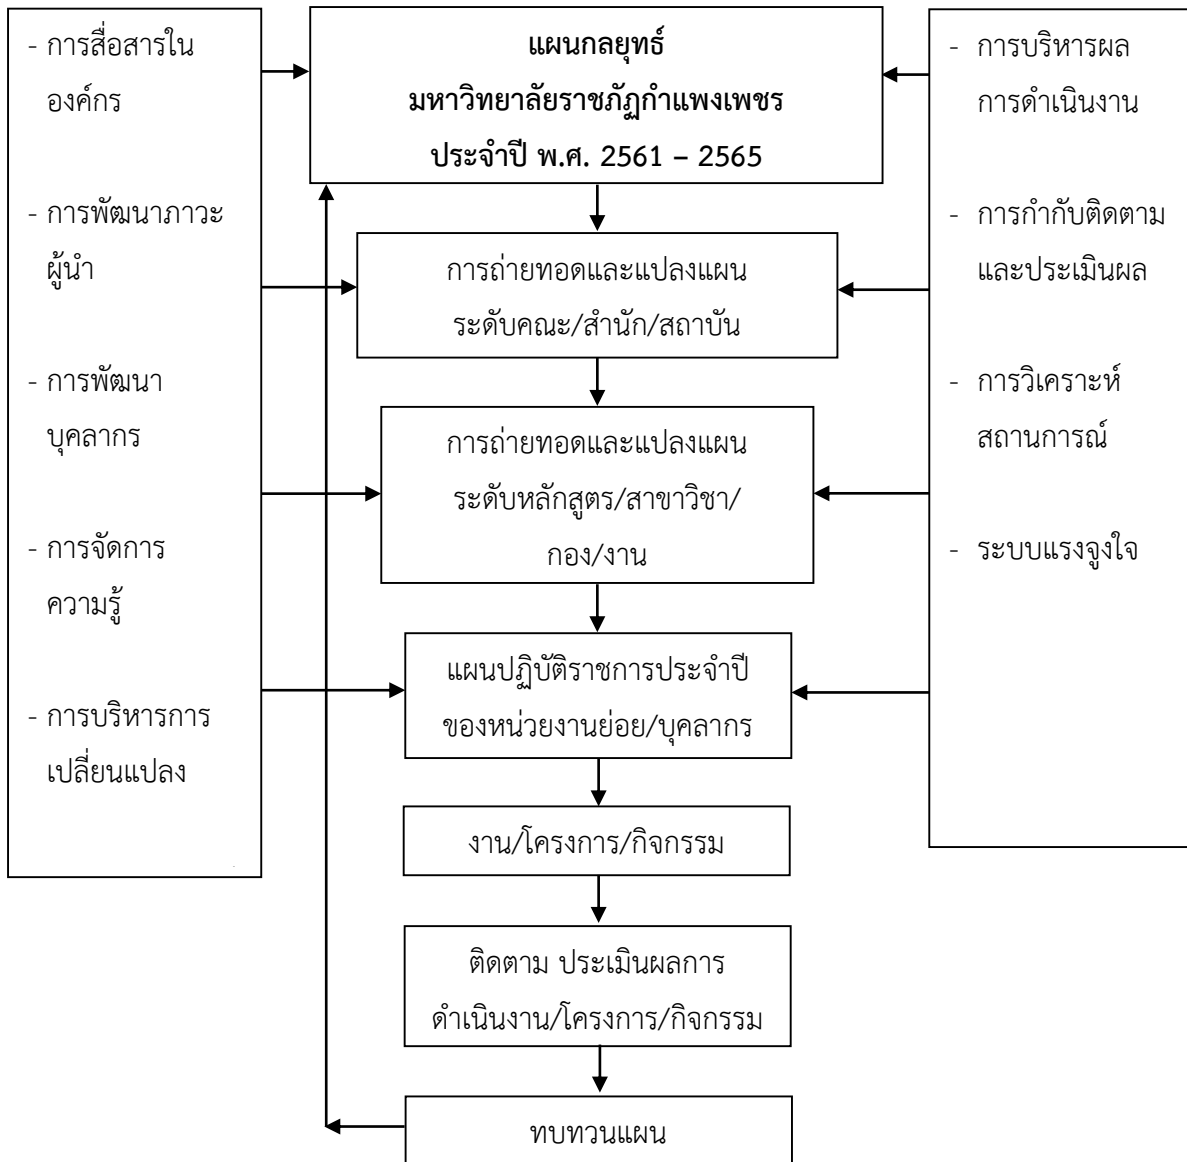 - การสื่อสารใน
องค์กร
- การพัฒนาภาวะ
ผู้นำ
- การพัฒนา
บุคลากร
- การจัดการ
ความรู้
- การบริหารการ
เปลี่ยนแปลง
แผนกลยุทธ์
มหาวิทยาลัยราชภัฏกำแพงเพชร
ประจำปี พ.ศ. 2561 – 2565
การถ่ายทอดและแปลงแผน
ระดับคณะ/สำนัก/สถาบัน
การถ่ายทอดและแปลงแผน
ระดับหลักสูตร/สาขาวิชา/
กอง/งาน
แผนปฏิบัติราชการประจำปี
ของหน่วยงานย่อย/บุคลากร
งาน/โครงการ/กิจกรรม
ติดตาม ประเมินผลการ
ดำเนินงาน/โครงการ/กิจกรรม
ทบทวนแผน
- การบริหารผล
การดำเนินงาน
- การกำกับติดตาม
และประเมินผล
- การวิเคราะห์
สถานการณ์
- ระบบแรงจูงใจ